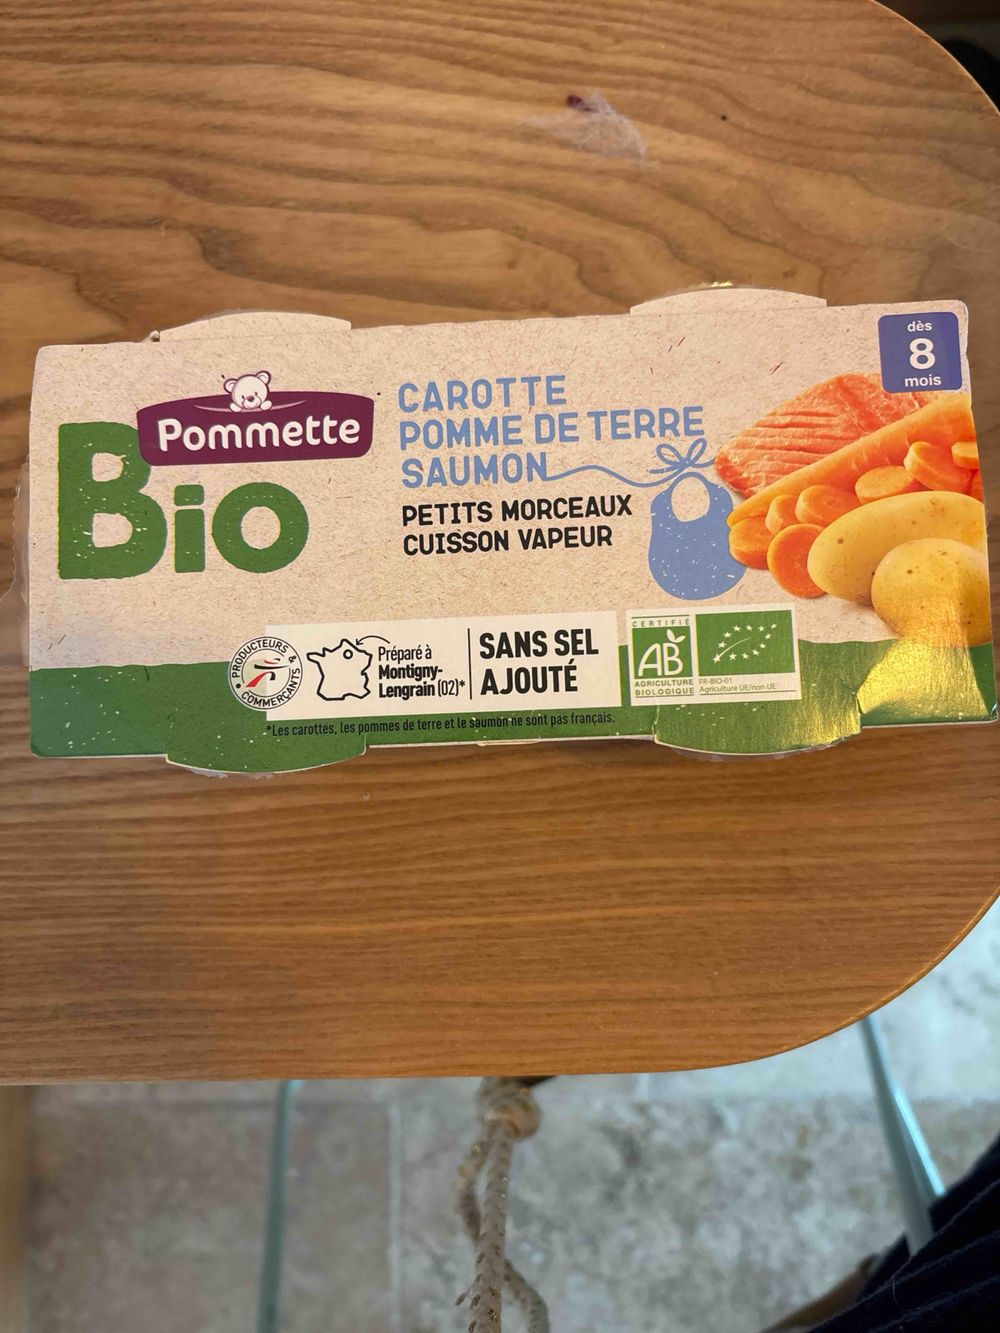 Pommette
Bio
CAROTTE
POMME DE TERRE
SAUMON
PETITS MORCEAUX
CUISSON VAPEUR
dès
8
mois
PRODUCTEURS &
COMMERÇANTS
Préparé à
Montigny-
Lengrain (02)*
SANS SEL
AJOUTÉ
CERTIFIÉ
AB
AGRICULTURE
BIOLOGIQUE
FR-BIO-01
Agriculture UE/non UE
*Les carottes, les pommes de terre et le saumon ne sont pas français.